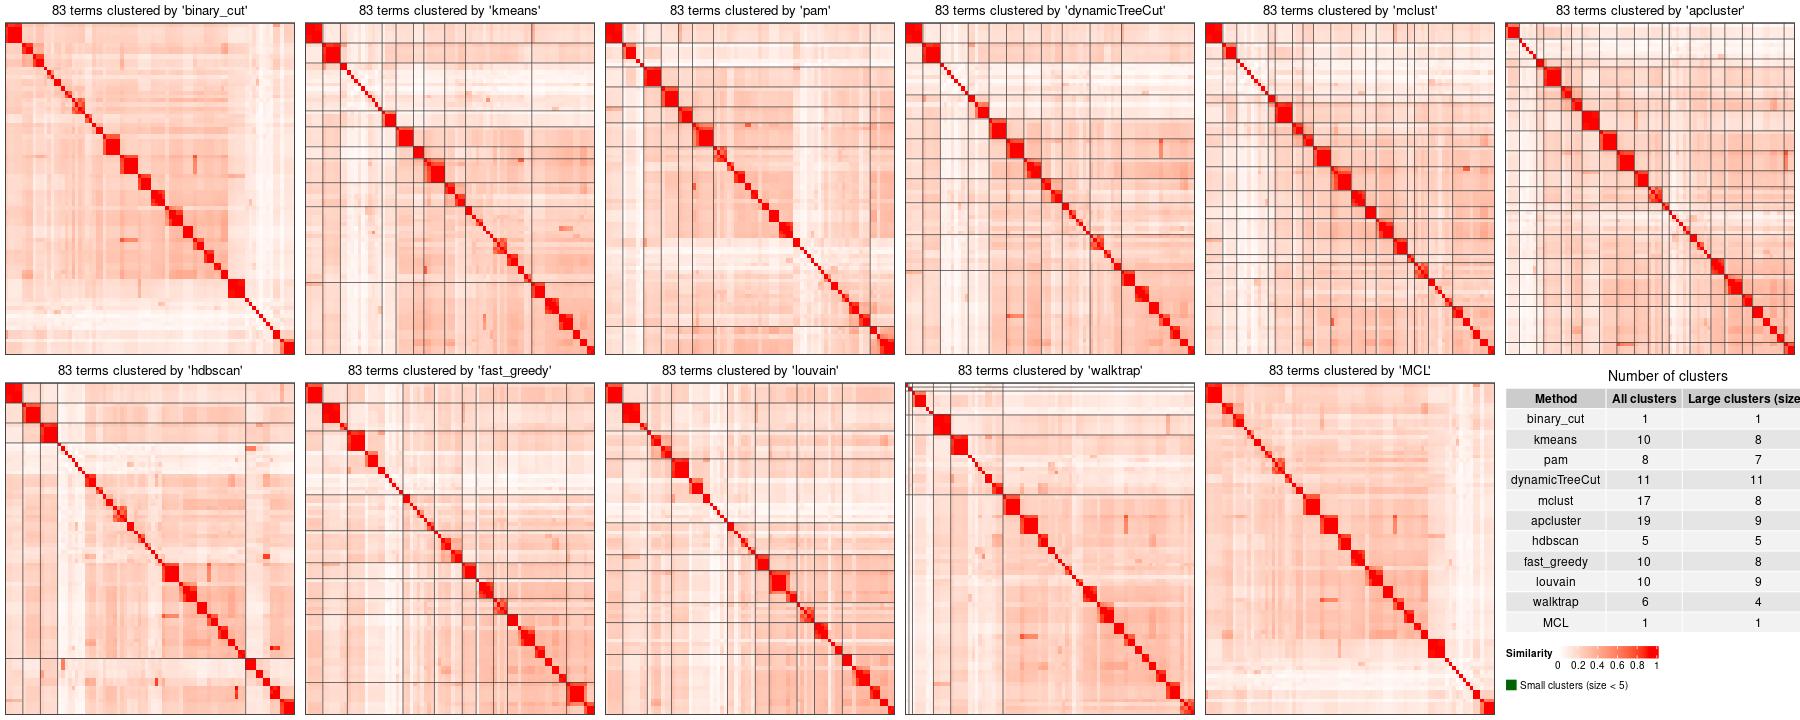 83 terms clustered by 'binary_cut'
83 terms clustered by 'kmeans'
83 terms clustered by 'pam'
83 terms clustered by 'dynamicTreeCut'
83 terms clustered by 'mclust'
83 terms clustered by 'apcluster'
83 terms clustered by 'hdbscan'
83 terms clustered by 'fast_greedy'
83 terms clustered by 'louvain'
83 terms clustered by 'walktrap'
83 terms clustered by 'MCL'
Number of clusters
Method All clusters Large clusters (size
binary_cut 1 1
kmeans 10 8
pam 8 7
dynamicTreeCut 11 11
mclust 17 8
apcluster 19 9
hdbscan 5 5
fast_greedy 10 8
louvain 10 9
walktrap 6 4
MCL 1 1
Similarity
0 0.2 0.4 0.6 0.8 1
Small clusters (size < 5)